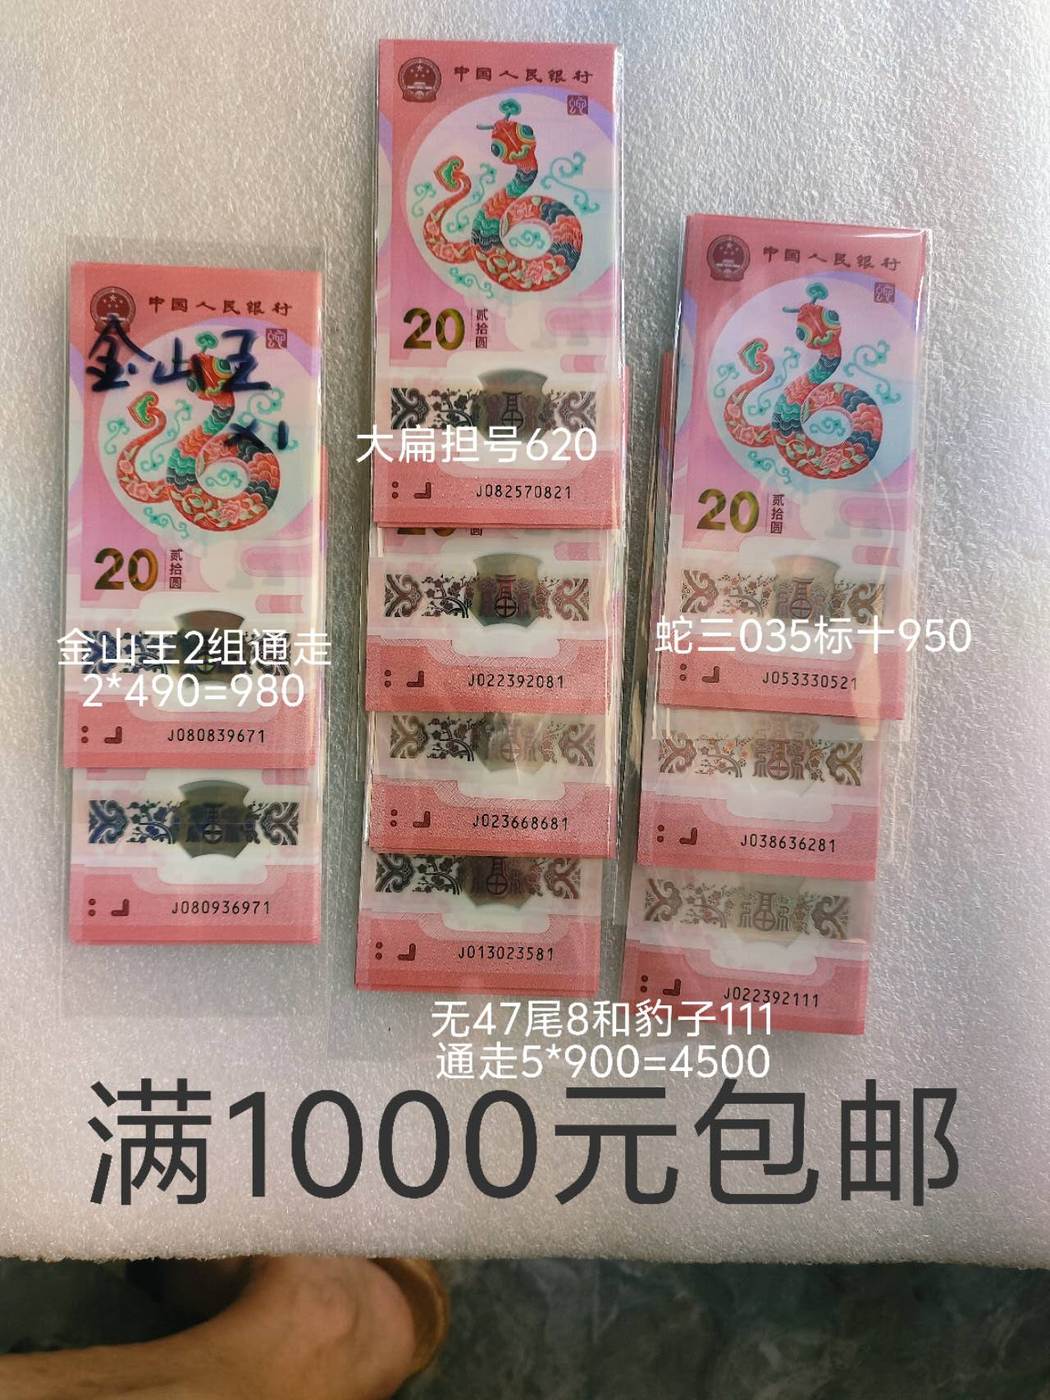 中国人民银行
20
贰拾圆
大扁担号620
J082570821
20
J022392081
J023668681
J013023581
中国人民银行
金山王
20
贰拾圆
金山王2组通走
2*490=980
J080839671
J080936971
中国人民银行
20
贰拾圆
蛇三035标十950
J053330521
J038636281
J022392111
无47尾8和豹子111
通走5*900=4500
满1000元包邮